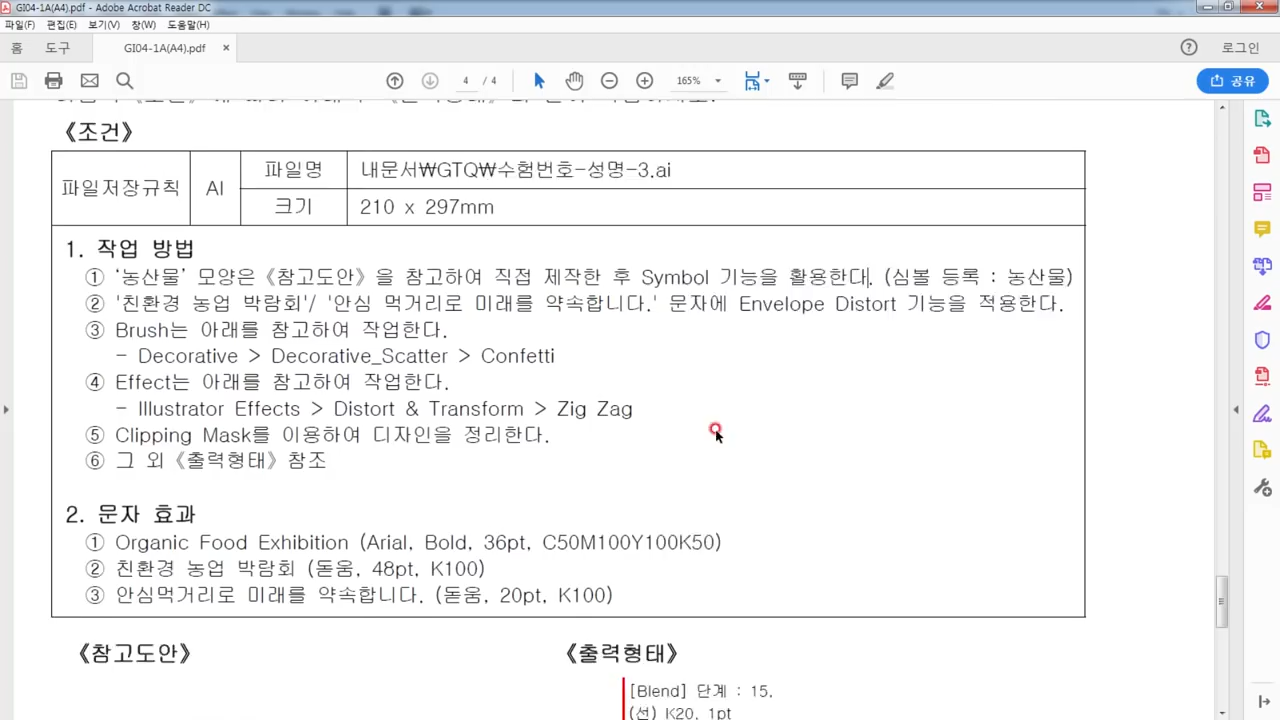 GI04-1A(A4).pdf - Adobe Acrobat Reader DC
파일(F) 편집(E) 보기(V) 창(W) 도움말(H)
홈 도구 GI04-1A(A4).pdf × 로그인
4 / 4 165% 공유
《조건》
파일저장규칙 AI 파일명 내문서₩GTQ₩수험번호-성명-3.ai
크기 210 x 297mm
1. 작업 방법
① '농산물' 모양은《참고도안》을 참고하여 직접 제작한 후 Symbol 기능을 활용한다. (심볼 등록 : 농산물)
② '친환경 농업 박람회'/ '안심 먹거리로 미래를 약속합니다.' 문자에 Envelope Distort 기능을 적용한다.
③ Brush는 아래를 참고하여 작업한다.
- Decorative > Decorative_Scatter > Confetti
④ Effect는 아래를 참고하여 작업한다.
- Illustrator Effects > Distort & Transform > Zig Zag
⑤ Clipping Mask를 이용하여 디자인을 정리한다.
⑥ 그 외《출력형태》참조
2. 문자 효과
① Organic Food Exhibition (Arial, Bold, 36pt, C50M100Y100K50)
② 친환경 농업 박람회 (돋움, 48pt, K100)
③ 안심먹거리로 미래를 약속합니다. (돋움, 20pt, K100)
《참고도안》 《출력형태》
[Blend] 단계 : 15,
(선) K20, 1pt